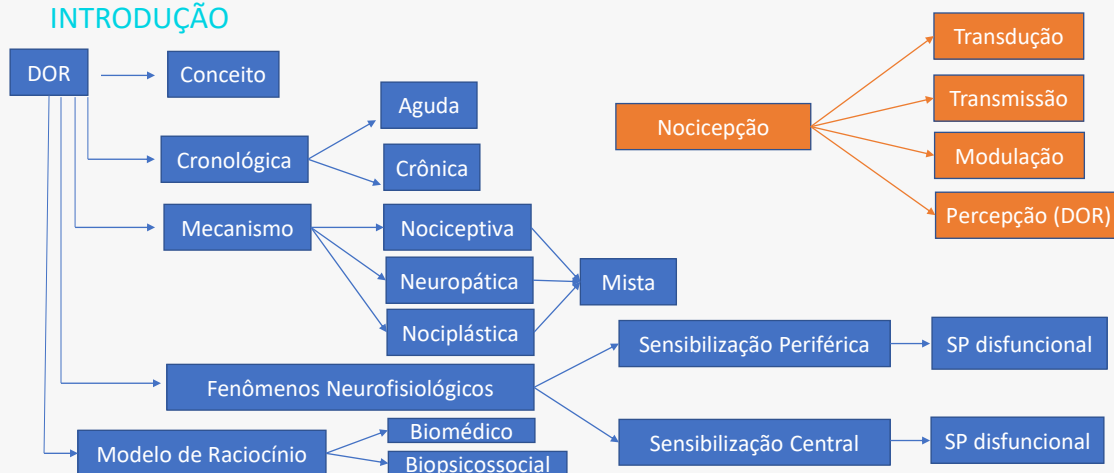 INTRODUÇÃO
DOR
Conceito
Cronológica
Aguda
Crônica
Mecanismo
Nociceptiva
Neuropática
Nociplástica
Mista
Fenômenos Neurofisiológicos
Sensibilização Periférica
SP disfuncional
Sensibilização Central
SP disfuncional
Modelo de Raciocínio
Biomédico
Biopsicossocial
Nocicepção
Transdução
Transmissão
Modulação
Percepção (DOR)